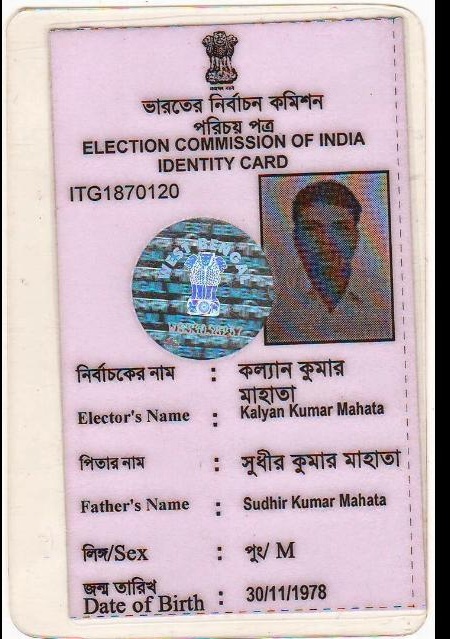 ভারতের নির্বাচন কমিশন
পরিচয় পত্র
ELECTION COMMISSION OF INDIA
IDENTITY CARD
ITG1870120
WEST BENGAL
নির্বাচকের নাম : কল্যান কুমার
মাহাতা
Elector's Name : Kalyan Kumar Mahata
পিতার নাম : সুধীর কুমার মাহাতা
Father's Name : Sudhir Kumar Mahata
লিঙ্গ/Sex : পুং/ M
জন্ম তারিখ
Date of Birth : 30/11/1978